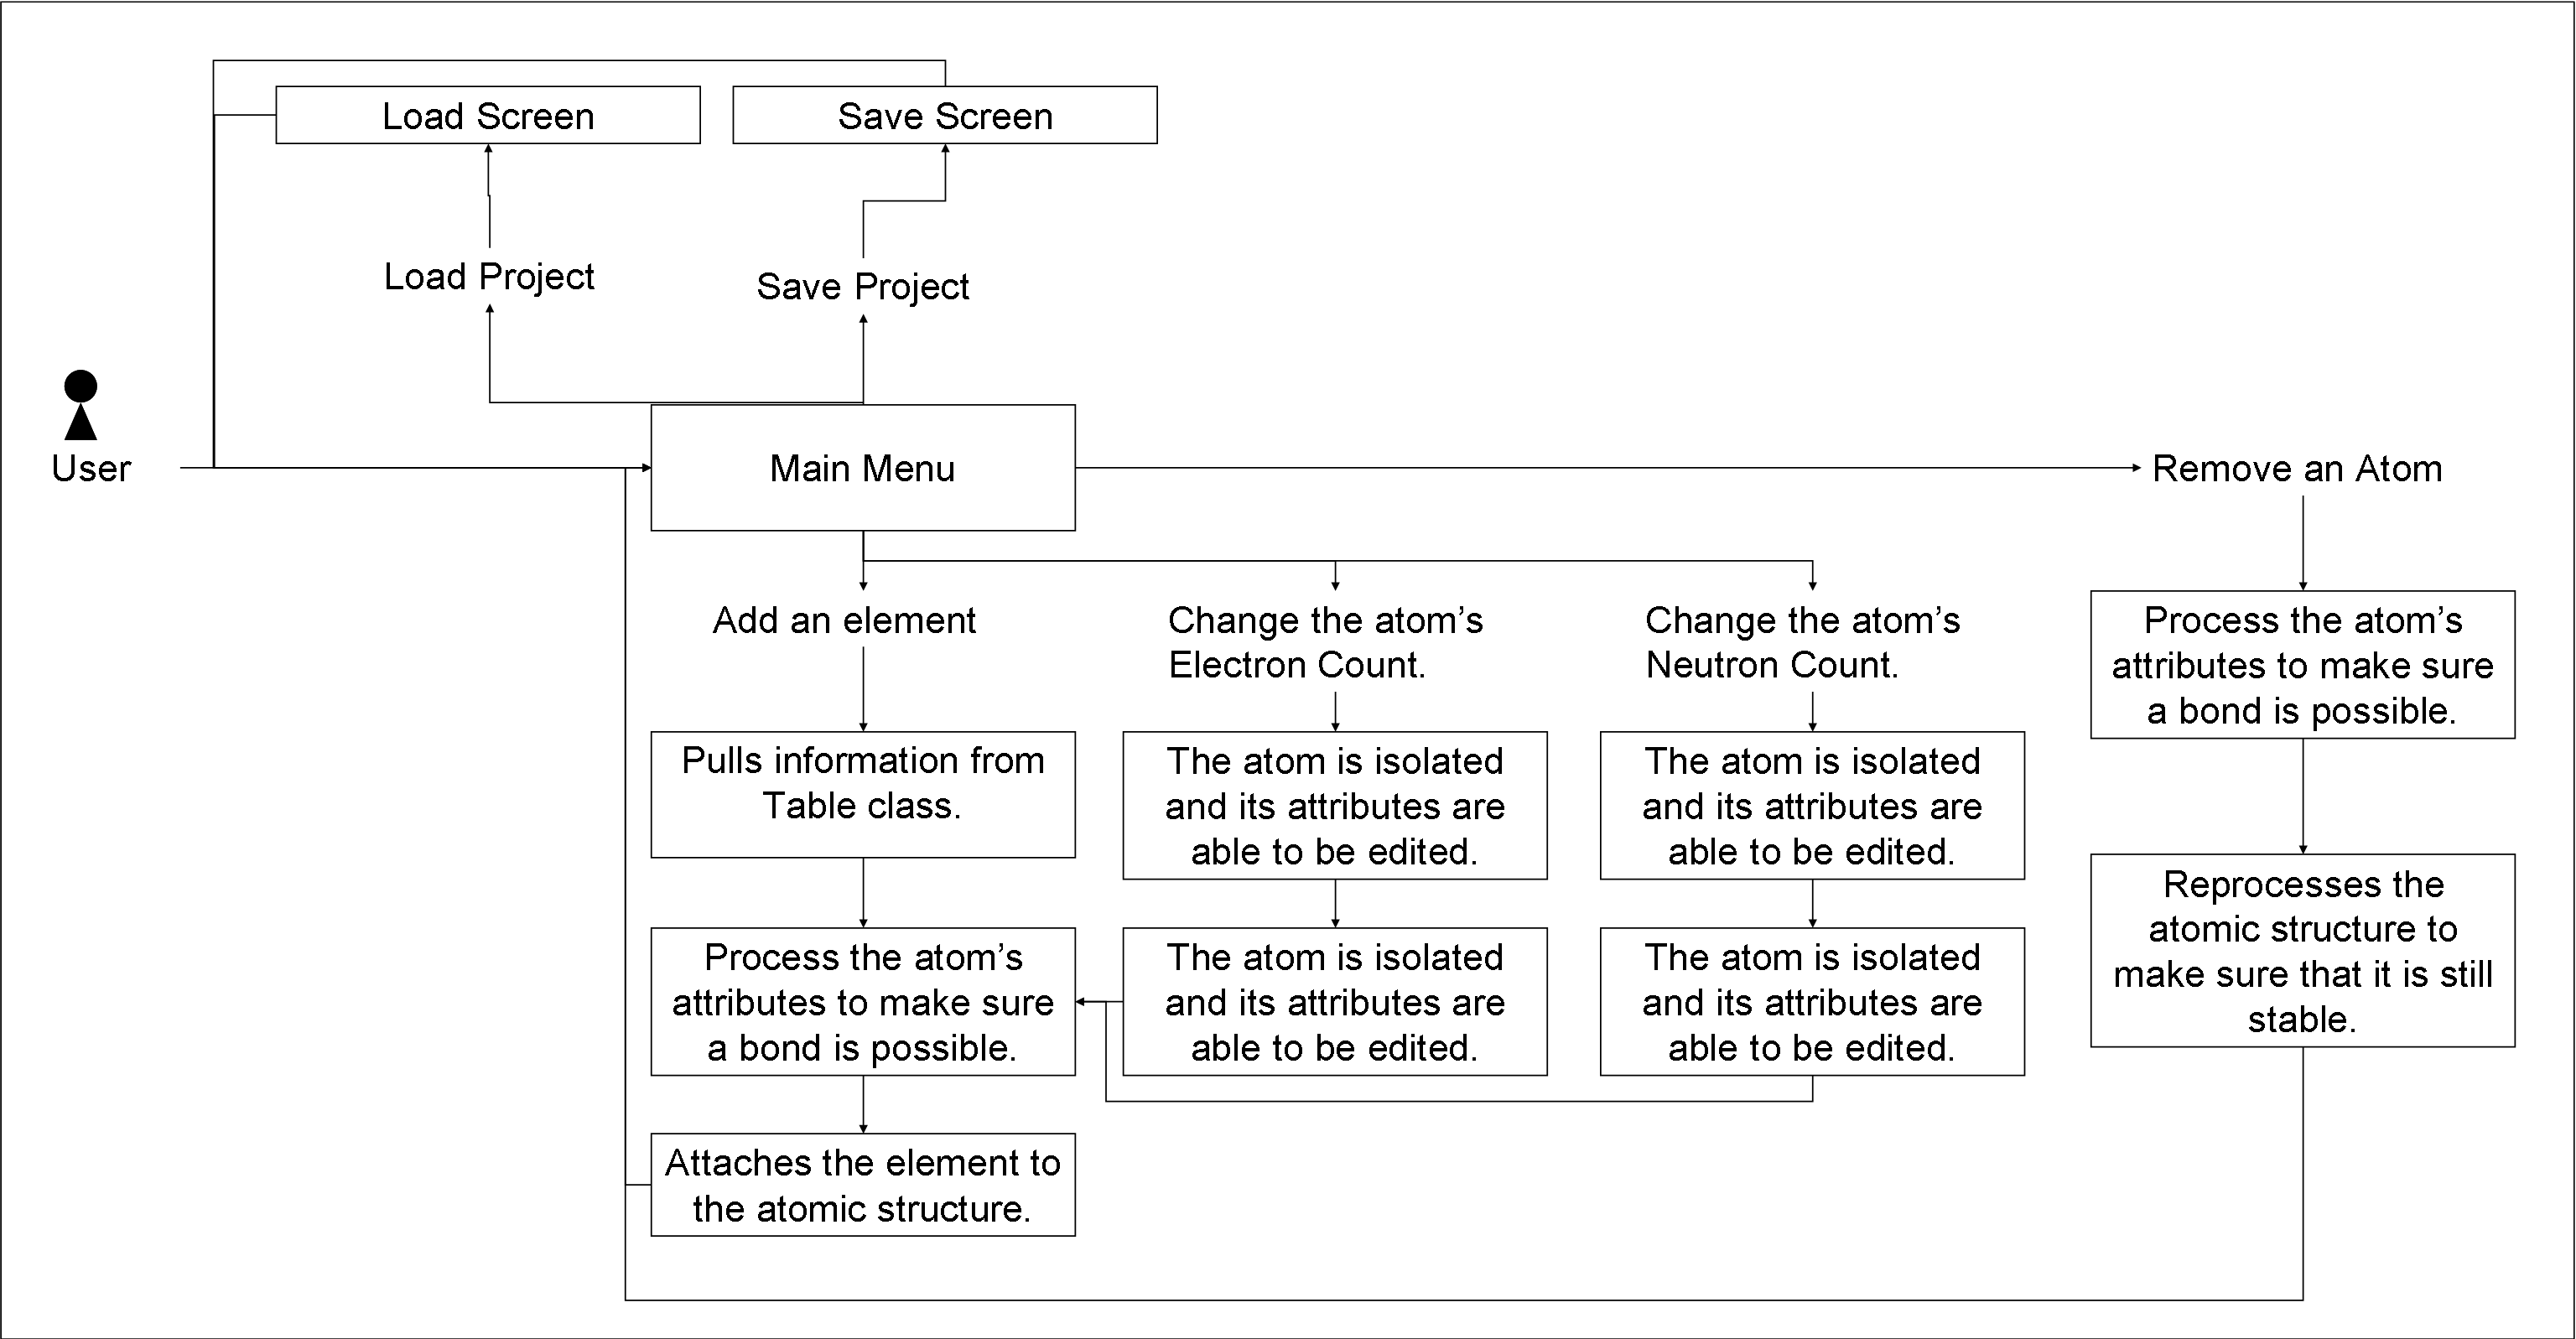 Load Screen
Save Screen
Load Project
Save Project
User
Main Menu
Remove an Atom
Add an element
Change the atom’s
Electron Count.
Change the atom’s
Neutron Count.
Process the atom’s
attributes to make sure
a bond is possible.
Pulls information from
Table class.
The atom is isolated
and its attributes are
able to be edited.
The atom is isolated
and its attributes are
able to be edited.
Reprocesses the
atomic structure to
make sure that it is still
stable.
Process the atom’s
attributes to make sure
a bond is possible.
The atom is isolated
and its attributes are
able to be edited.
The atom is isolated
and its attributes are
able to be edited.
Attaches the element to
the atomic structure.